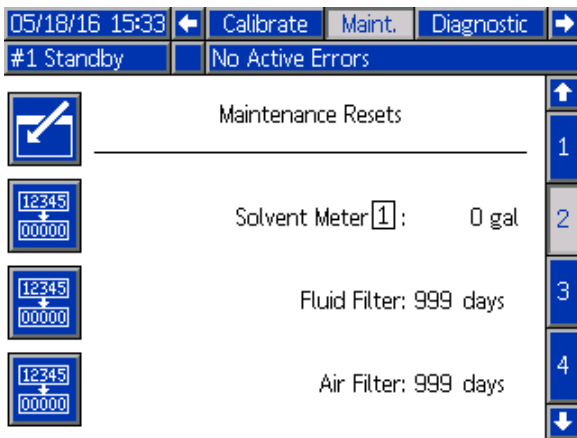 05/18/16 15:33 Calibrate Maint. Diagnostic
#1 Standby No Active Errors
Maintenance Resets
1
12345
00000
Solvent Meter 1 : 0 gal
2
12345
00000
Fluid Filter: 999 days
3
12345
00000
Air Filter: 999 days
4